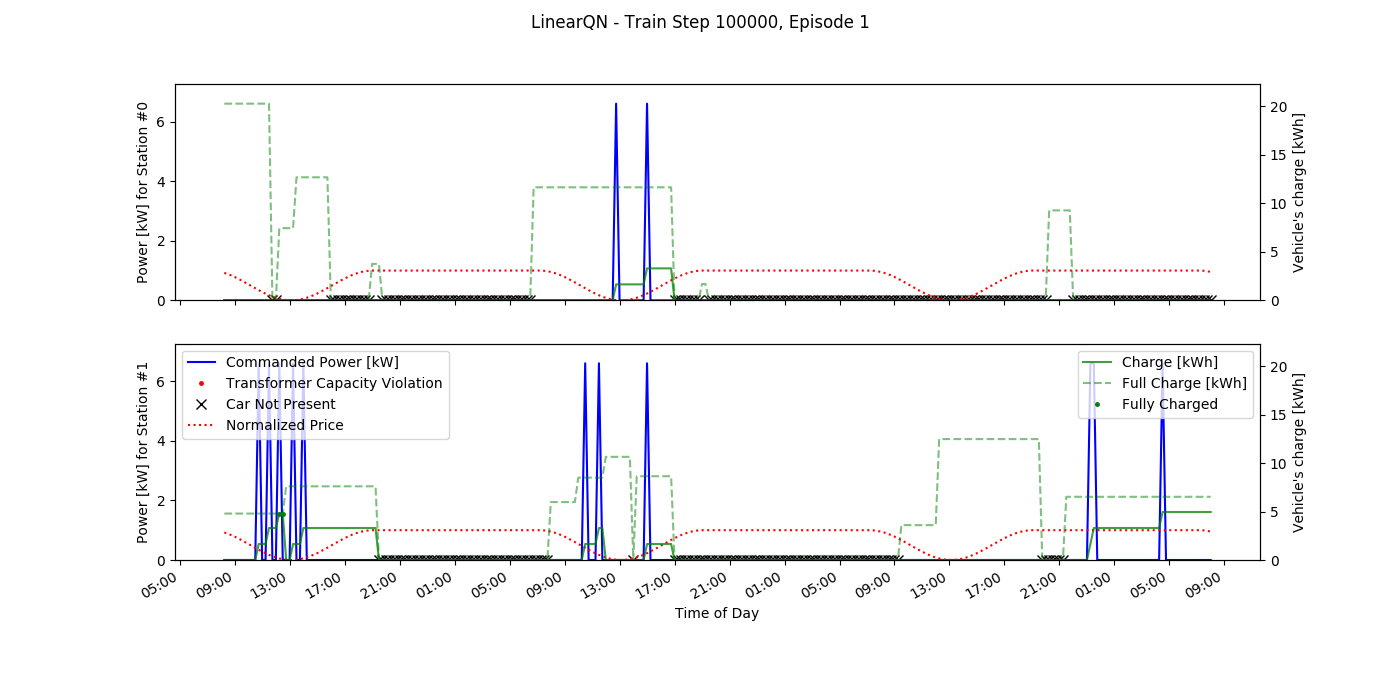 LinearQN - Train Step 100000, Episode 1
Power [kW] for Station #0
6
4
2
0
20
15
10
5
0
Vehicle's charge [kWh]
Power [kW] for Station #1
6
4
2
0
Commanded Power [kW]
Transformer Capacity Violation
Car Not Present
Normalized Price
Charge [kWh]
Full Charge [kWh]
Fully Charged
20
15
10
5
0
Vehicle's charge [kWh]
05:00 09:00 13:00 17:00 21:00 01:00 05:00 09:00 13:00 17:00 21:00 01:00 05:00 09:00 13:00 17:00 21:00 01:00 05:00 09:00
Time of Day